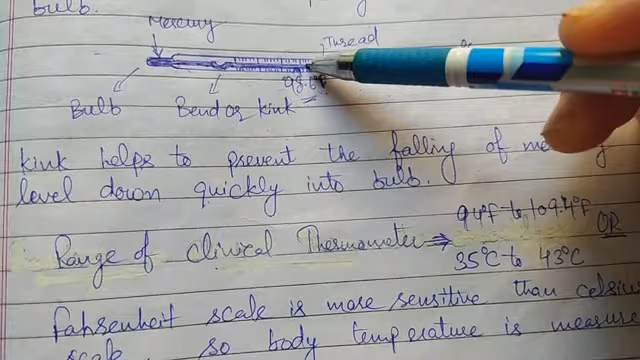 bulb.
Mercury
Thread
98.6°F
Bulb
Bend or kink
kink helps to prevent the falling of
level down quickly into bulb.
94°F to 109.4°F
Range of clinical Thermometer → OR
35°C to 43°C
Fahrenheit scale is more sensitive than celsius
scale. so body temperature is measure